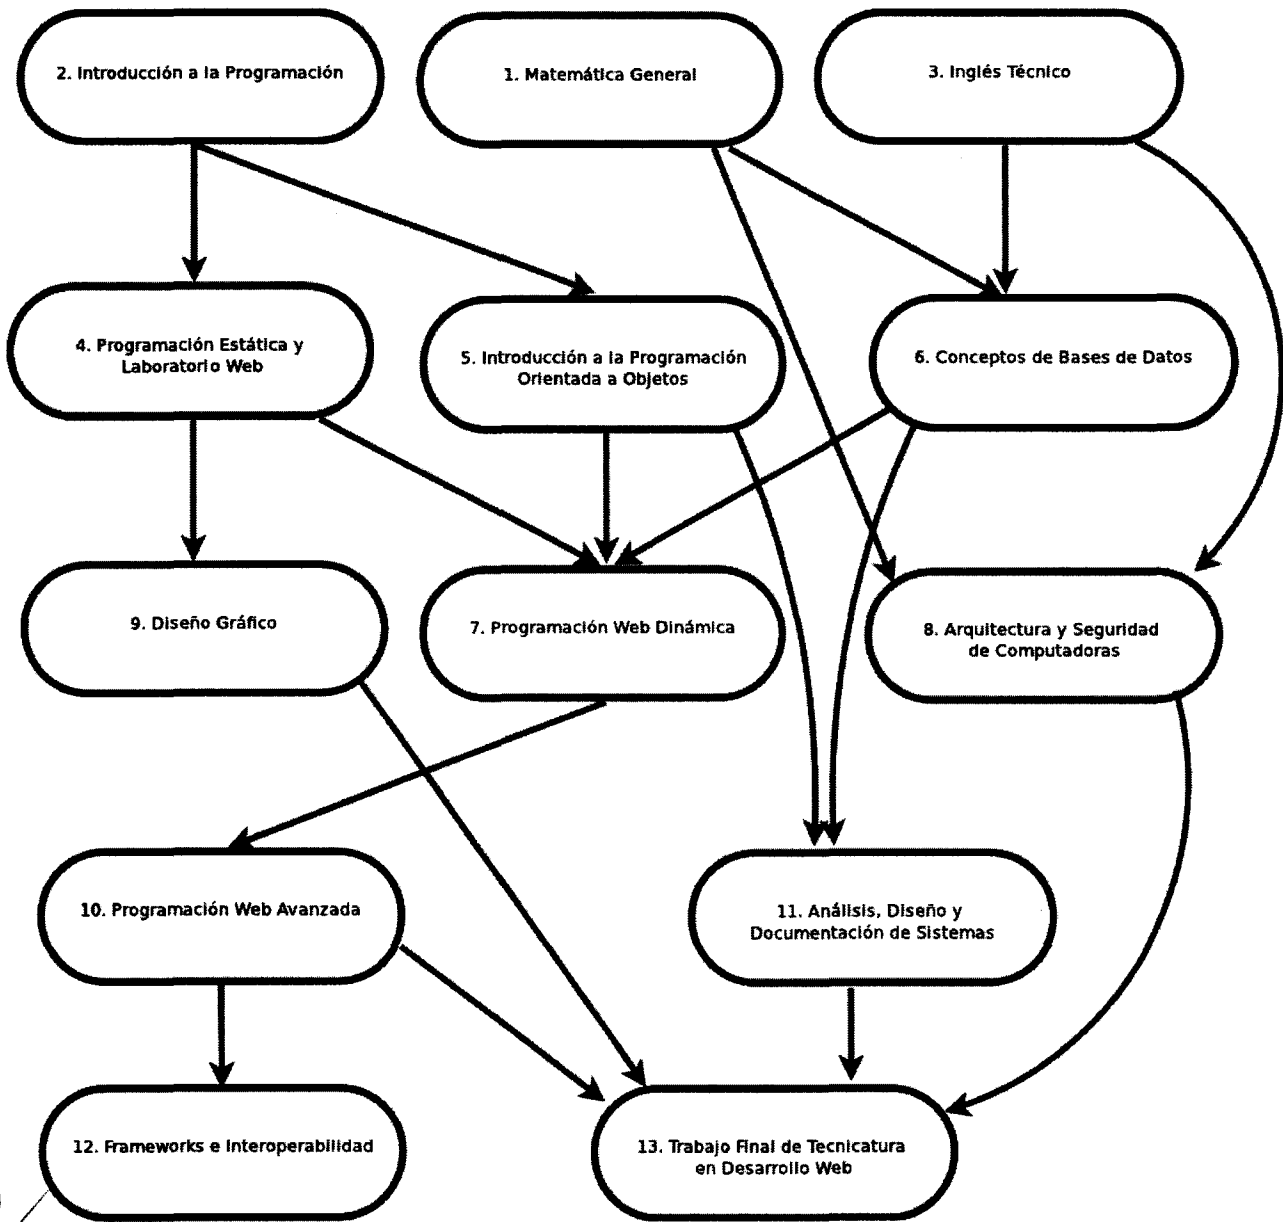 2. Introducción a la Programación
1. Matemática General
3. Inglés Técnico
4. Programación Estática y
Laboratorio Web
5. Introducción a la Programación
Orientada a Objetos
6. Conceptos de Bases de Datos
9. Diseño Gráfico
7. Programación Web Dinámica
8. Arquitectura y Seguridad
de Computadoras
10. Programación Web Avanzada
11. Análisis, Diseño y
Documentación de Sistemas
12. Frameworks e Interoperabilidad
13. Trabajo Final de Tecnicatura
en Desarrollo Web